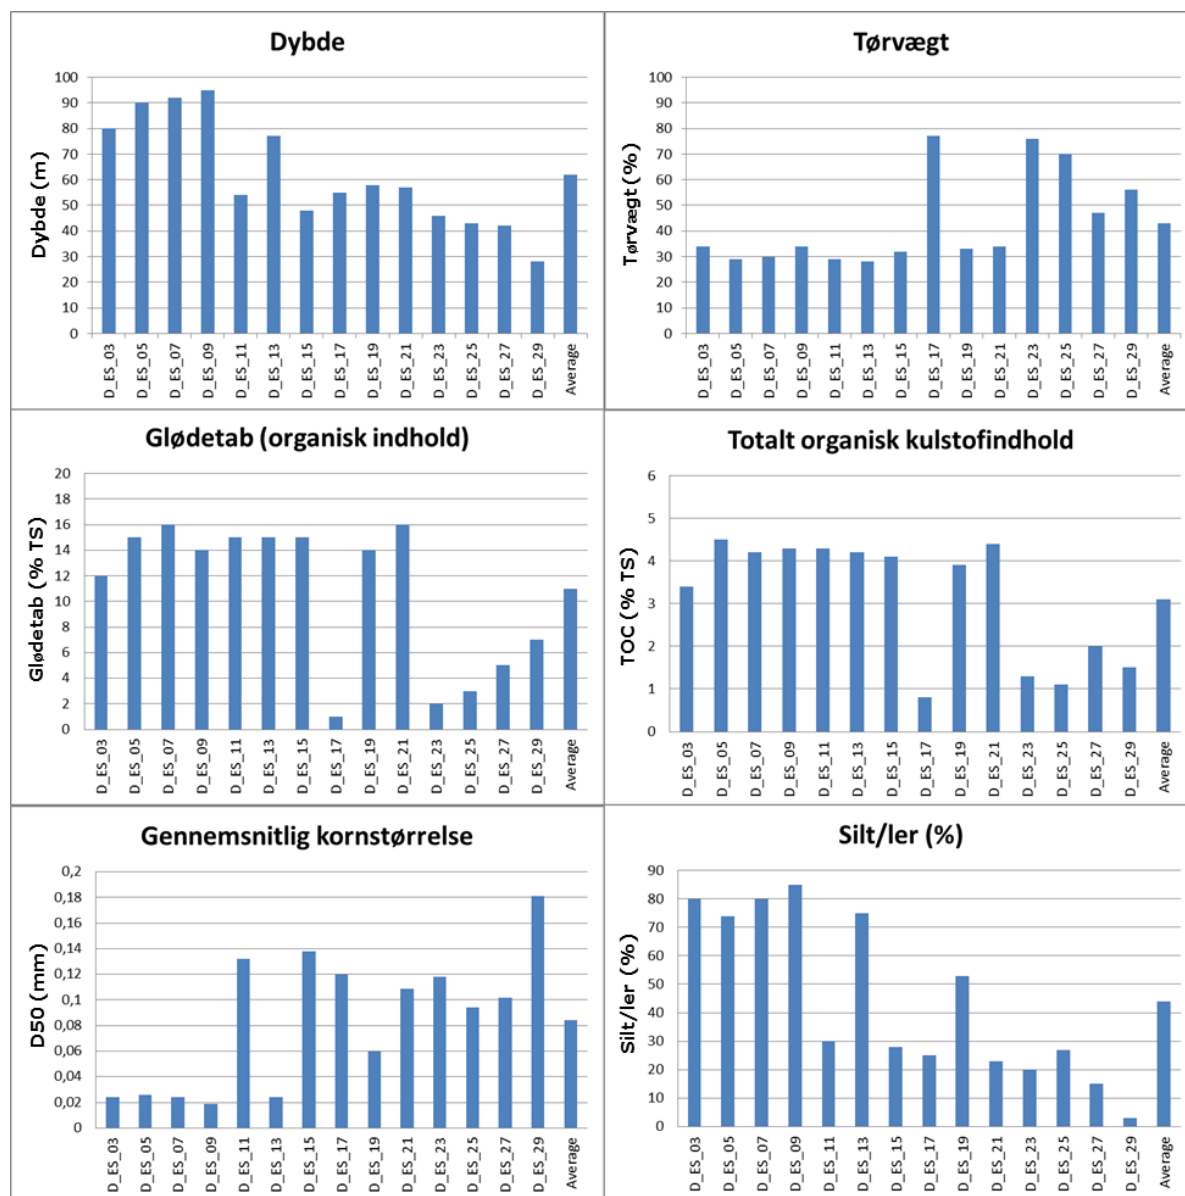 Dybde
Dybde (m)
100
90
80
70
60
50
40
30
20
10
0
D_ES_03
D_ES_05
D_ES_07
D_ES_09
D_ES_11
D_ES_13
D_ES_15
D_ES_17
D_ES_19
D_ES_21
D_ES_23
D_ES_25
D_ES_27
D_ES_29
Average
Tørvægt
Tørvægt (%)
100
90
80
70
60
50
40
30
20
10
0
D_ES_03
D_ES_05
D_ES_07
D_ES_09
D_ES_11
D_ES_13
D_ES_15
D_ES_17
D_ES_19
D_ES_21
D_ES_23
D_ES_25
D_ES_27
D_ES_29
Average
Glødetab (organisk indhold)
Glødetab (% TS)
20
18
16
14
12
10
8
6
4
2
0
D_ES_03
D_ES_05
D_ES_07
D_ES_09
D_ES_11
D_ES_13
D_ES_15
D_ES_17
D_ES_19
D_ES_21
D_ES_23
D_ES_25
D_ES_27
D_ES_29
Average
Totalt organisk kulstofindhold
TOC (% TS)
6
5
4
3
2
1
0
D_ES_03
D_ES_05
D_ES_07
D_ES_09
D_ES_11
D_ES_13
D_ES_15
D_ES_17
D_ES_19
D_ES_21
D_ES_23
D_ES_25
D_ES_27
D_ES_29
Average
Gennemsnitlig kornstørrelse
D50 (mm)
0,2
0,18
0,16
0,14
0,12
0,1
0,08
0,06
0,04
0,02
0
D_ES_03
D_ES_05
D_ES_07
D_ES_09
D_ES_11
D_ES_13
D_ES_15
D_ES_17
D_ES_19
D_ES_21
D_ES_23
D_ES_25
D_ES_27
D_ES_29
Average
Silt/ler (%)
Silt/ler (%)
90
80
70
60
50
40
30
20
10
0
D_ES_03
D_ES_05
D_ES_07
D_ES_09
D_ES_11
D_ES_13
D_ES_15
D_ES_17
D_ES_19
D_ES_21
D_ES_23
D_ES_25
D_ES_27
D_ES_29
Average